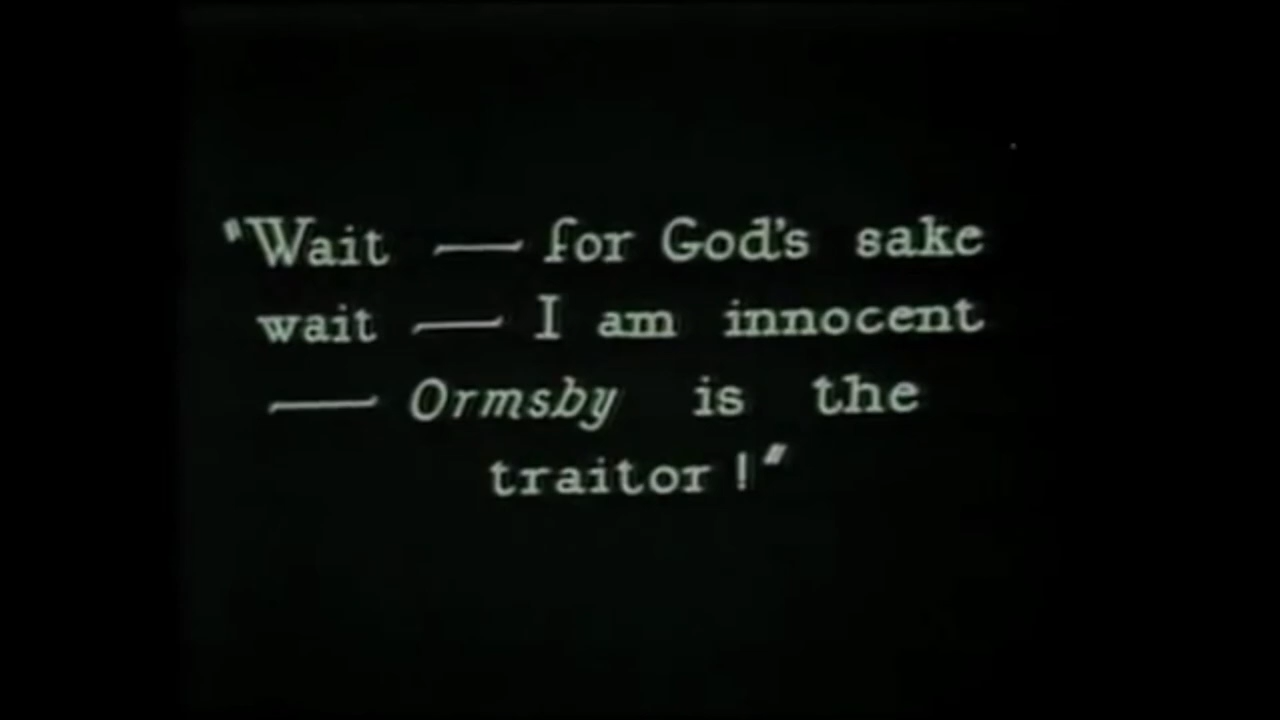 "Wait — for God's sake
wait — I am innocent
— Ormsby is the
traitor!"